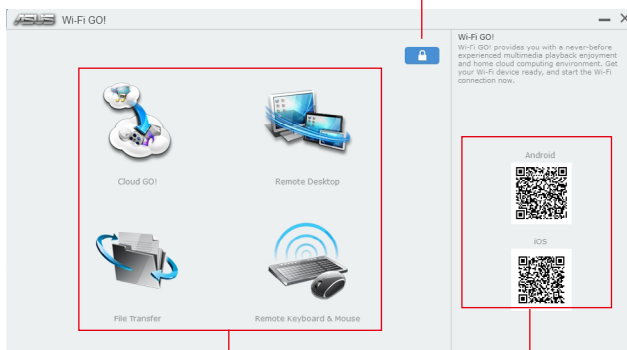 ASUS Wi-Fi GO!
Cloud GO!
Remote Desktop
File Transfer
Remote Keyboard & Mouse
Wi-Fi GO!
Wi-Fi GO! provides you with a never-before
experienced multimedia playback enjoyment
and home cloud computing environment. Get
your Wi-Fi device ready, and start the Wi-Fi
connection now.
Android
iOS